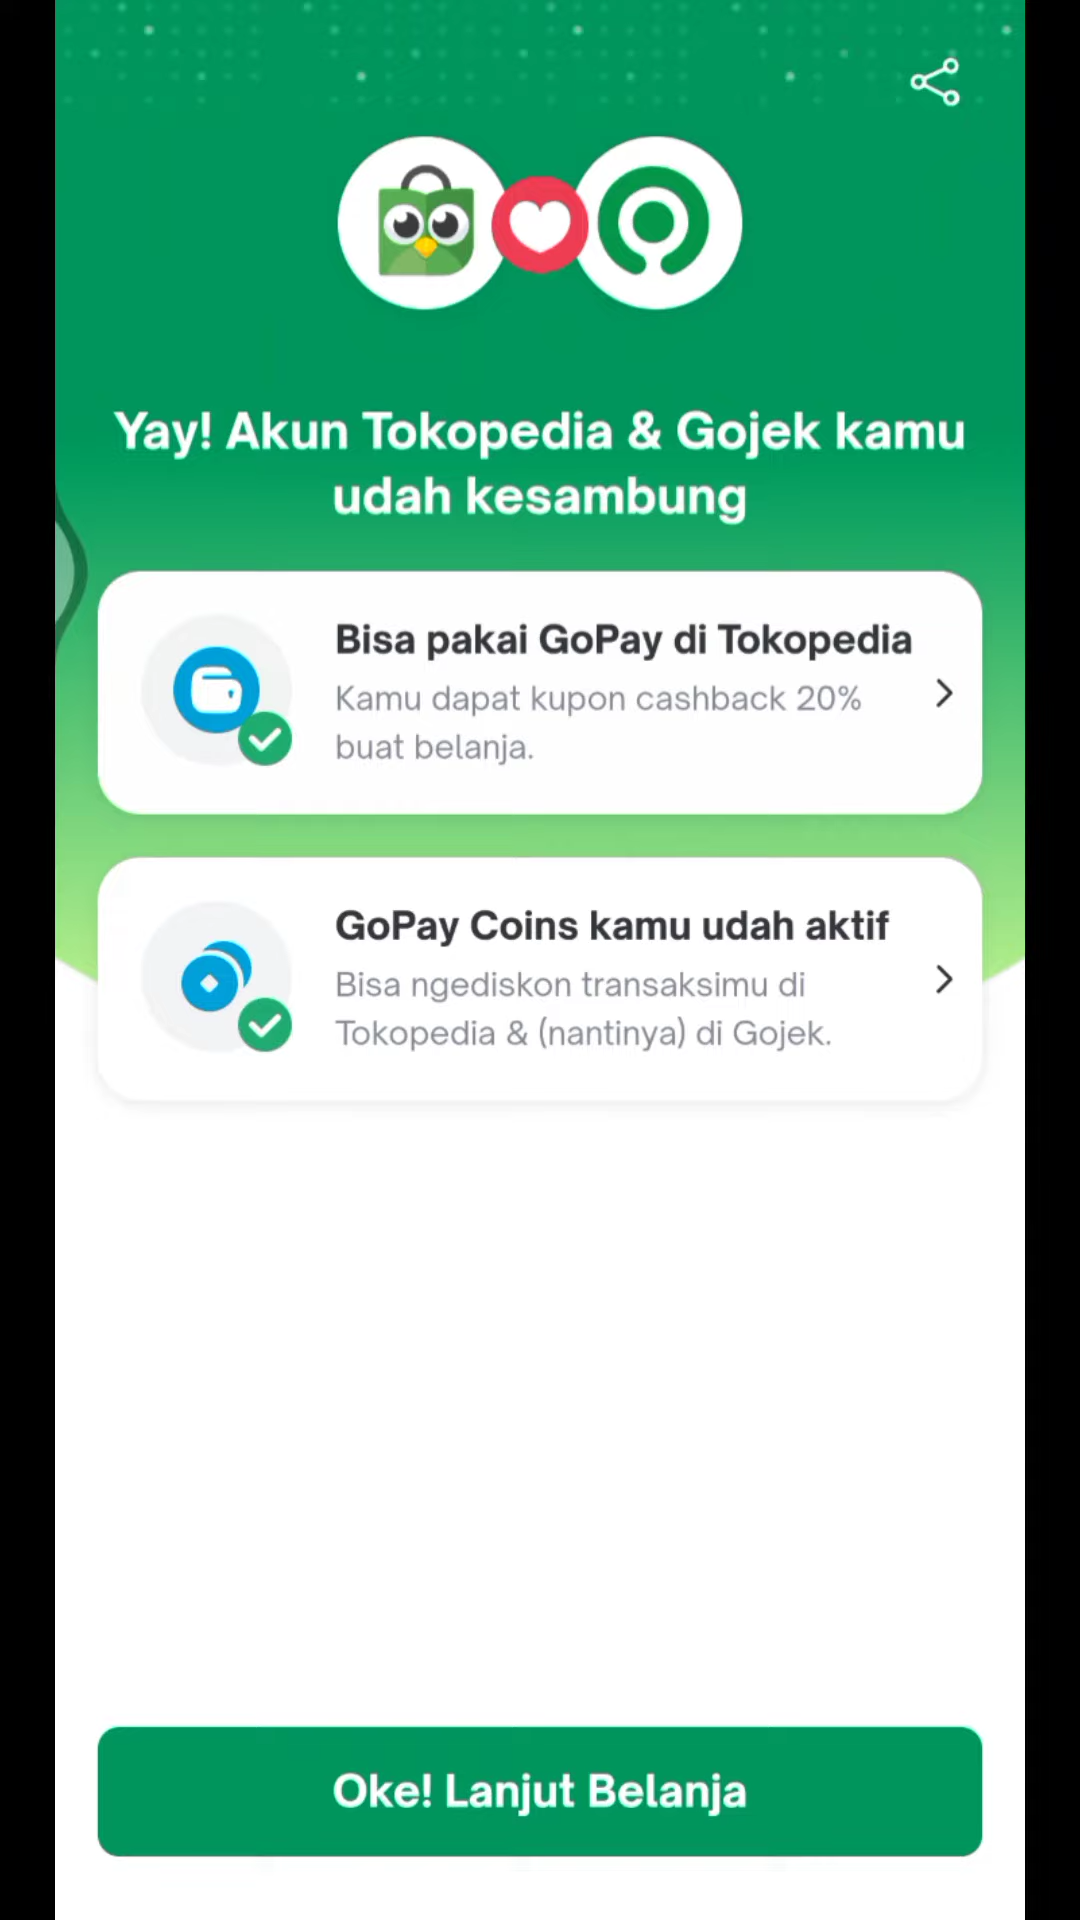 Yay! Akun Tokopedia & Gojek kamu
udah kesambung
Bisa pakai GoPay di Tokopedia
Kamu dapat kupon cashback 20%
buat belanja.
GoPay Coins kamu udah aktif
Bisa ngediskon transaksimu di
Tokopedia & (nantinya) di Gojek.
Oke! Lanjut Belanja